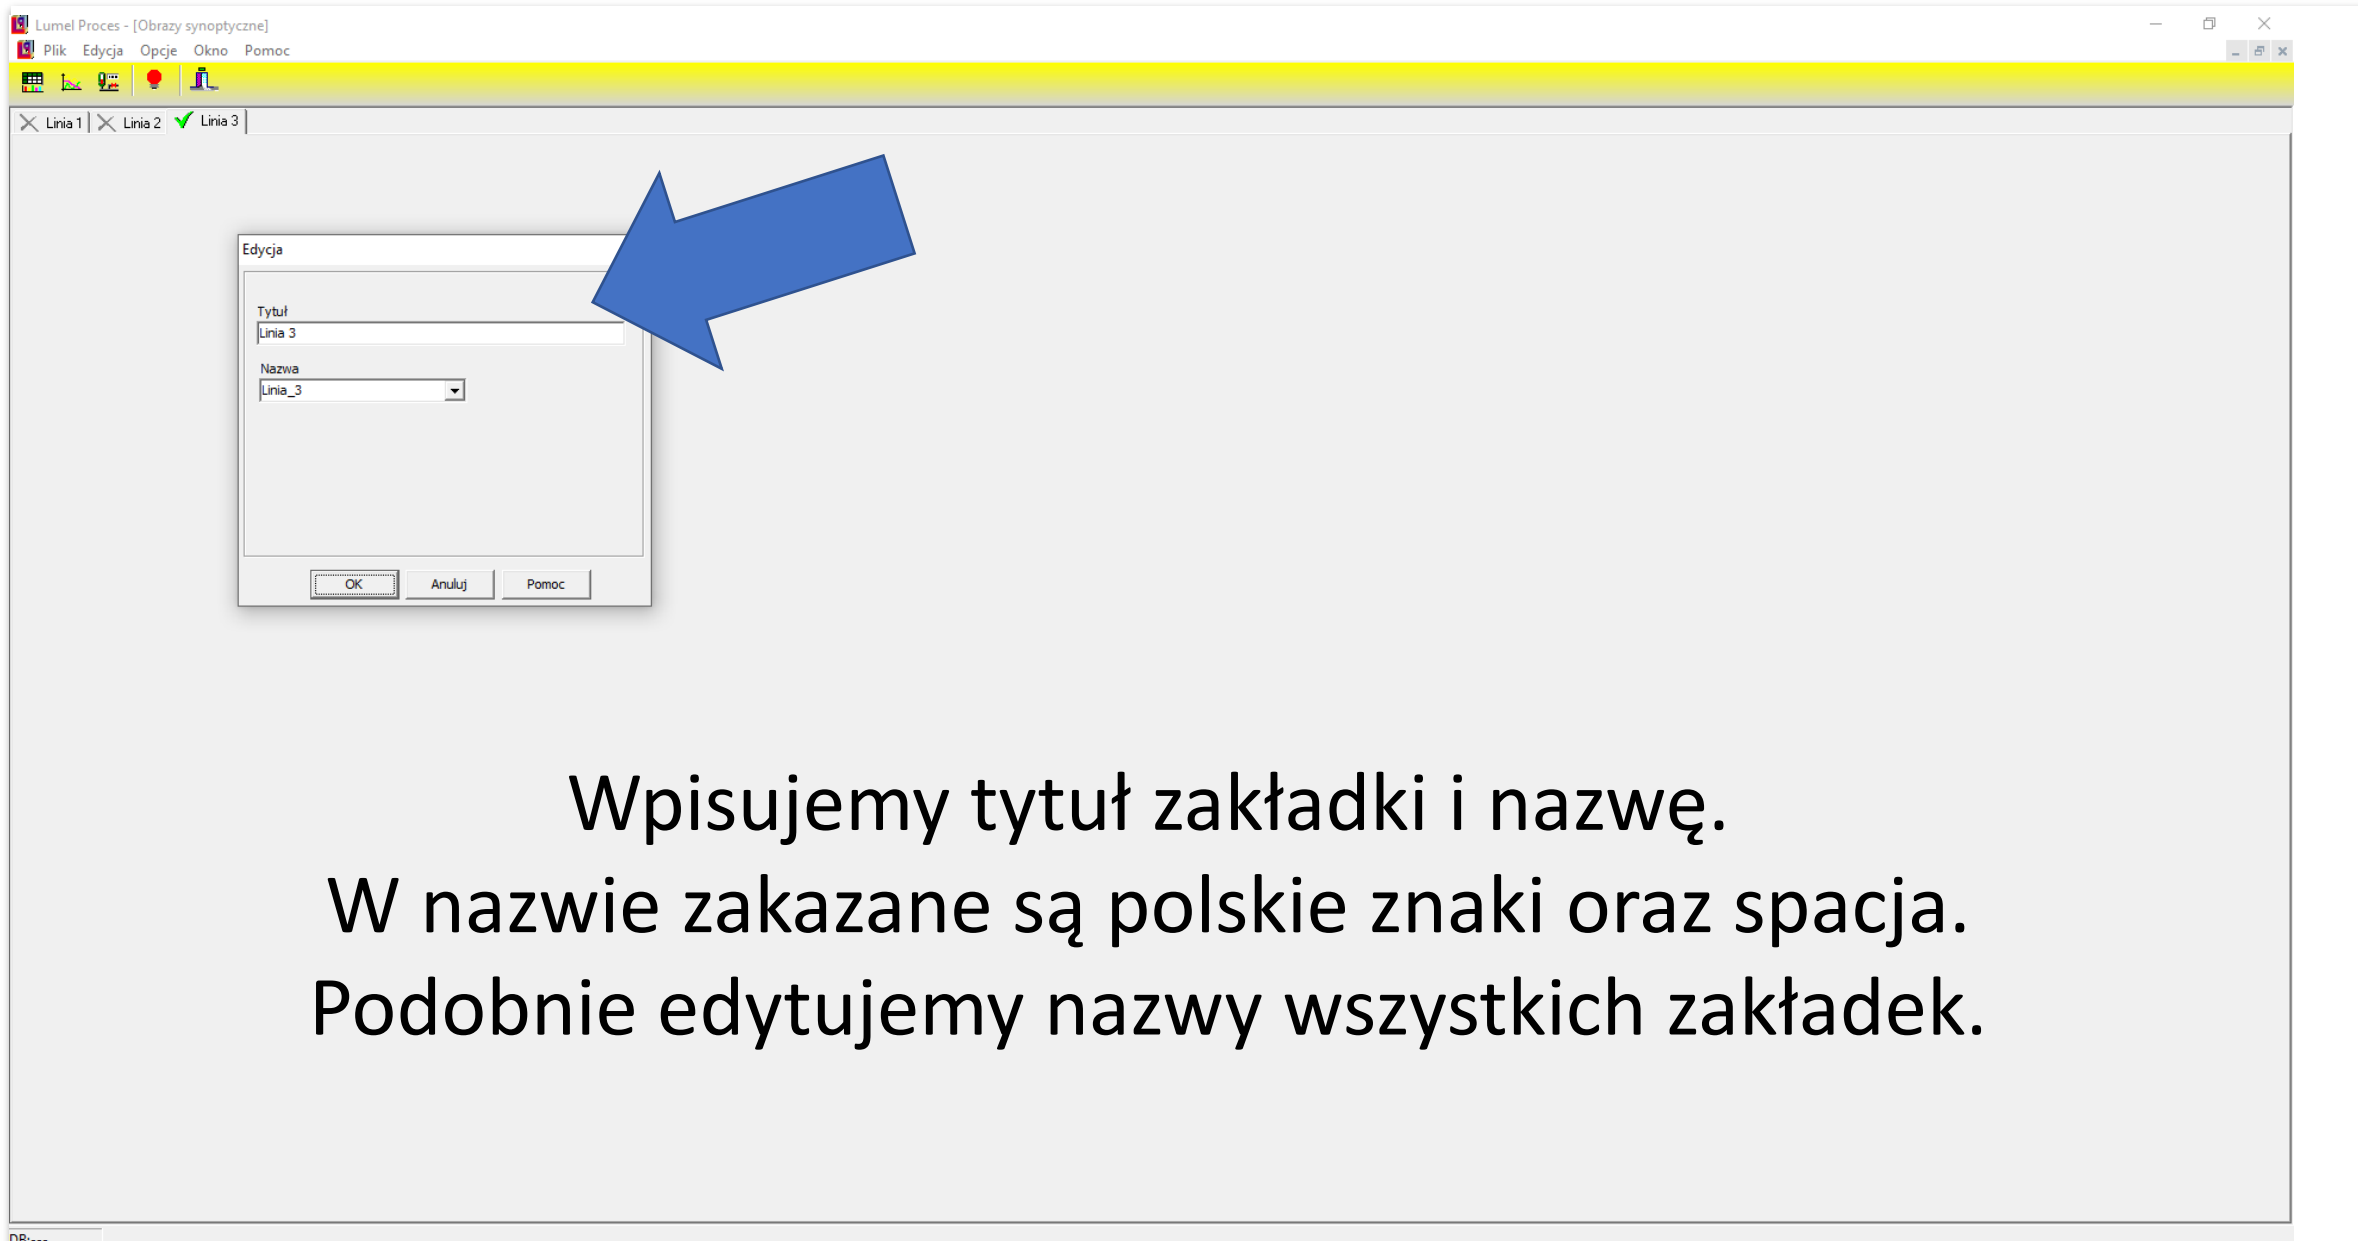 Lumel Proces - [Obrazy synoptyczne]
Plik Edycja Opcje Okno Pomoc
Linia 1 Linia 2 Linia 3
Edycja
Tytuł
Linia 3
Nazwa
Linia_3
OK Anuluj Pomoc
Wpisujemy tytuł zakładki i nazwę.
W nazwie zakazane są polskie znaki oraz spacja.
Podobnie edytujemy nazwy wszystkich zakładek.